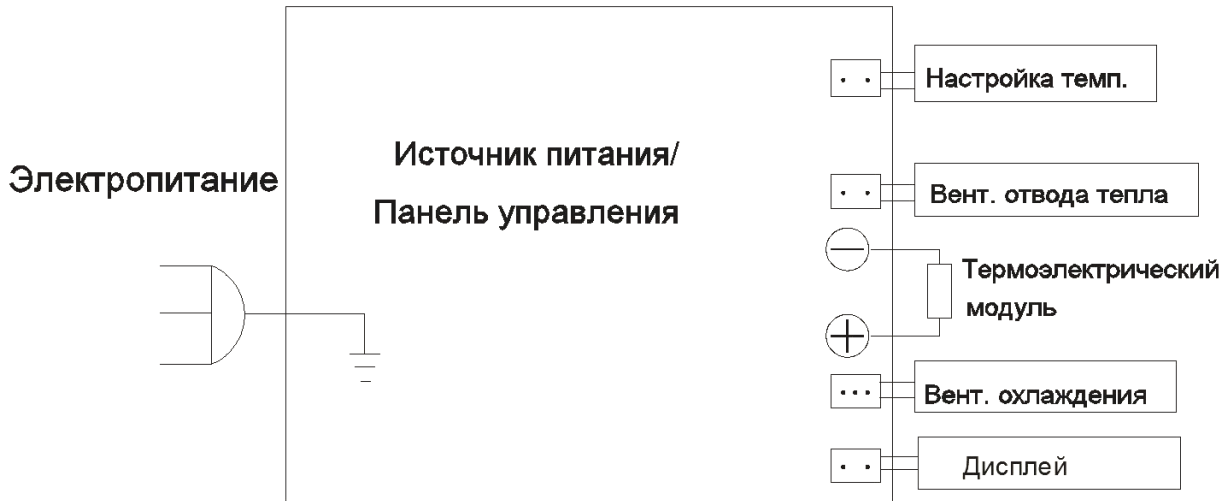 Электропитание
Источник питания/
Панель управления
Настройка темп.
Вент. отвода тепла
Термоэлектрический
модуль
Вент. охлаждения
Дисплей